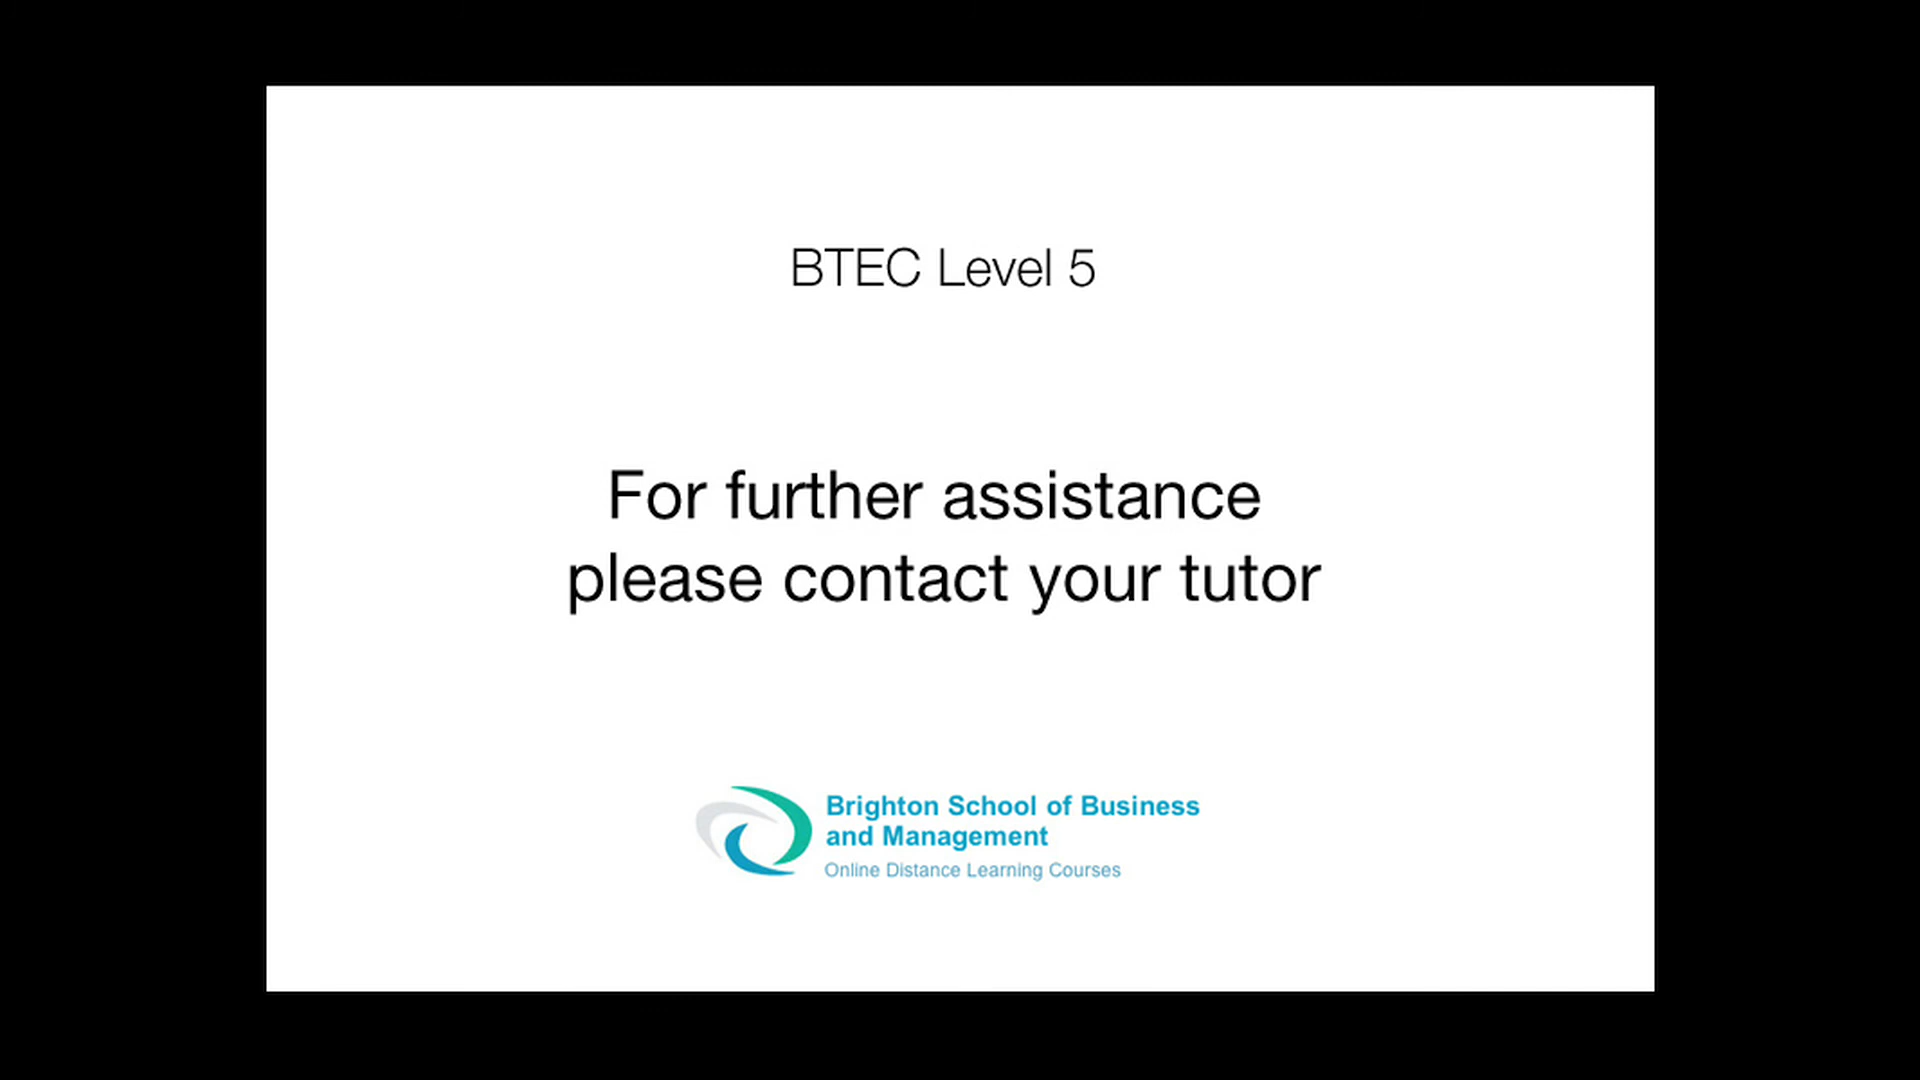 BTEC Level 5
For further assistance
please contact your tutor
Brighton School of Business
and Management
Online Distance Learning Courses